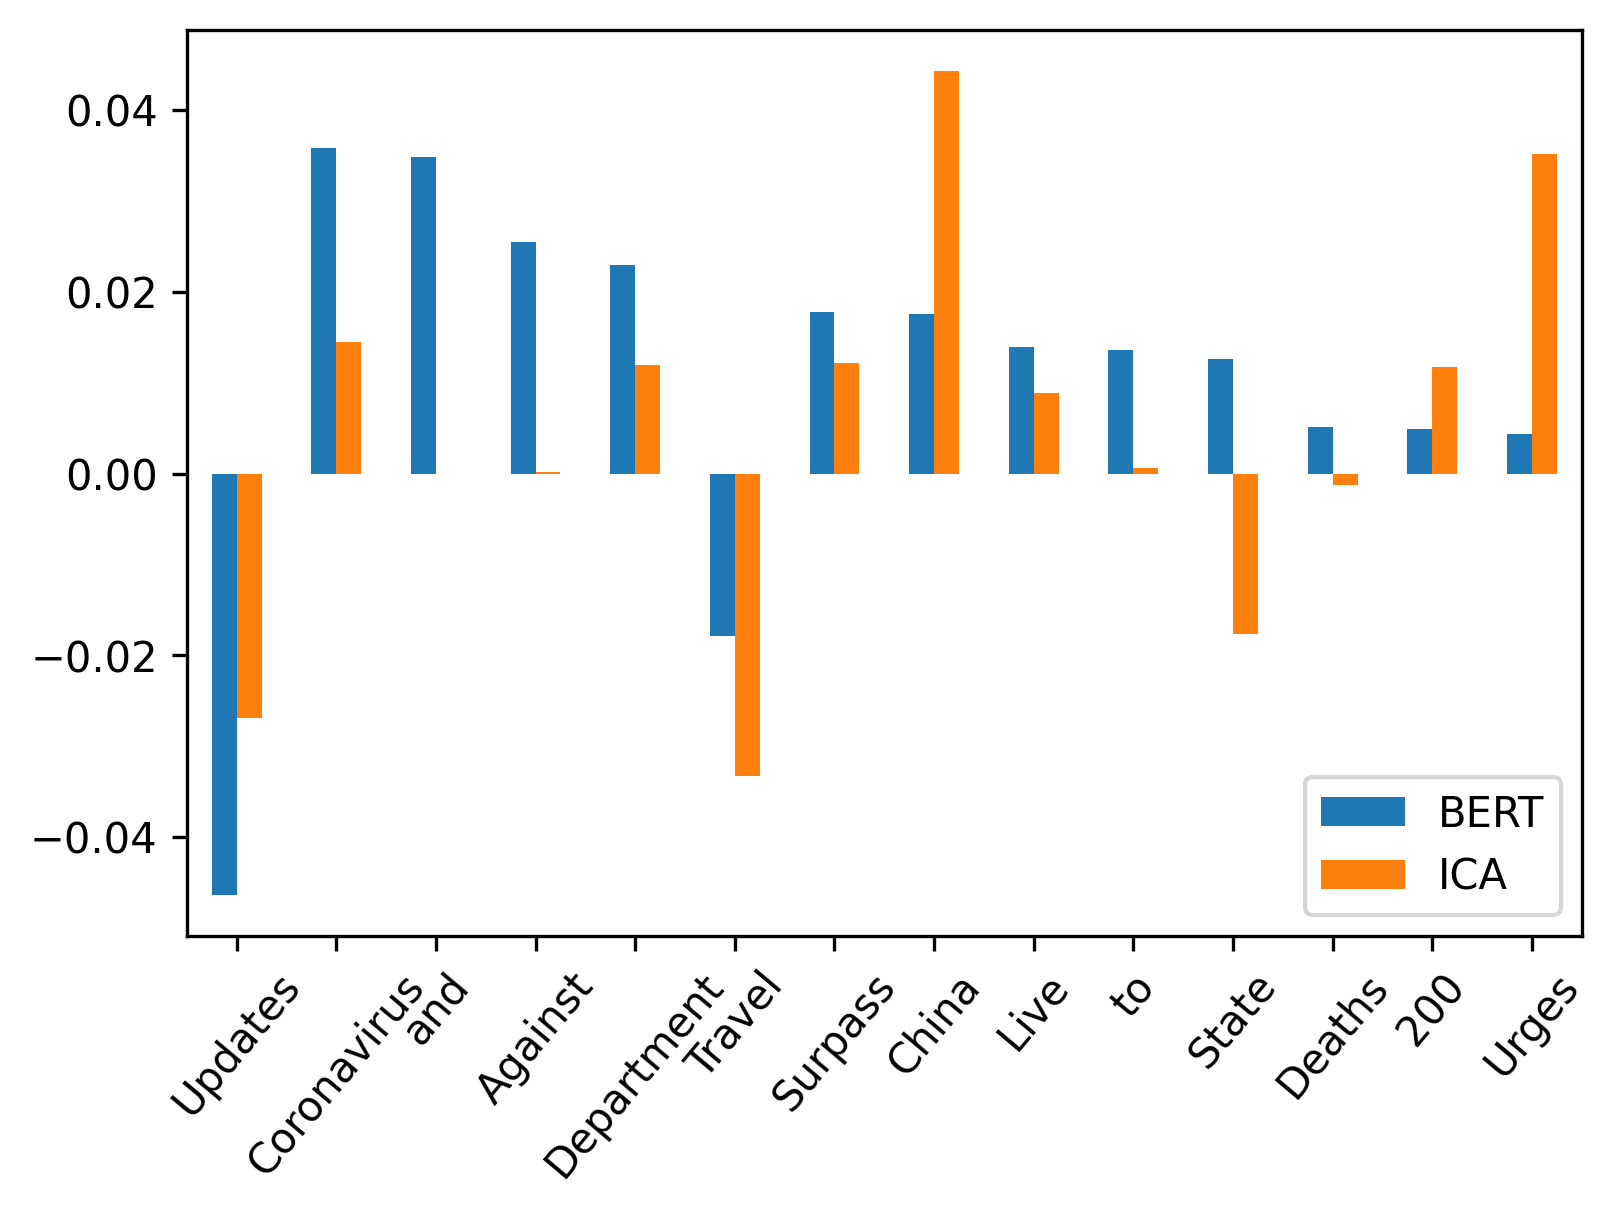 0.04
0.02
0.00
−0.02
−0.04
BERT
ICA
Updates
Coronavirus
and
Against
Department
Travel
Surpass
China
Live
to
State
Deaths
200
Urges